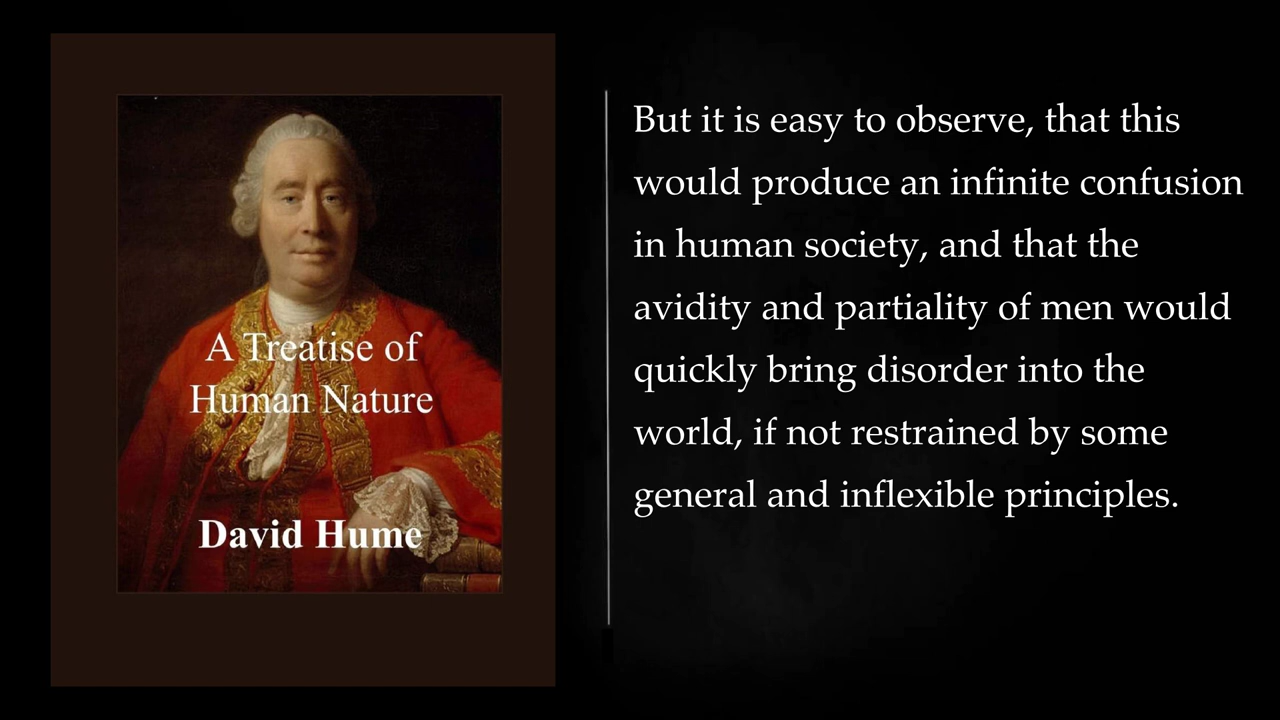 A Treatise of
Human Nature
David Hume
But it is easy to observe, that this
would produce an infinite confusion
in human society, and that the
avidity and partiality of men would
quickly bring disorder into the
world, if not restrained by some
general and inflexible principles.